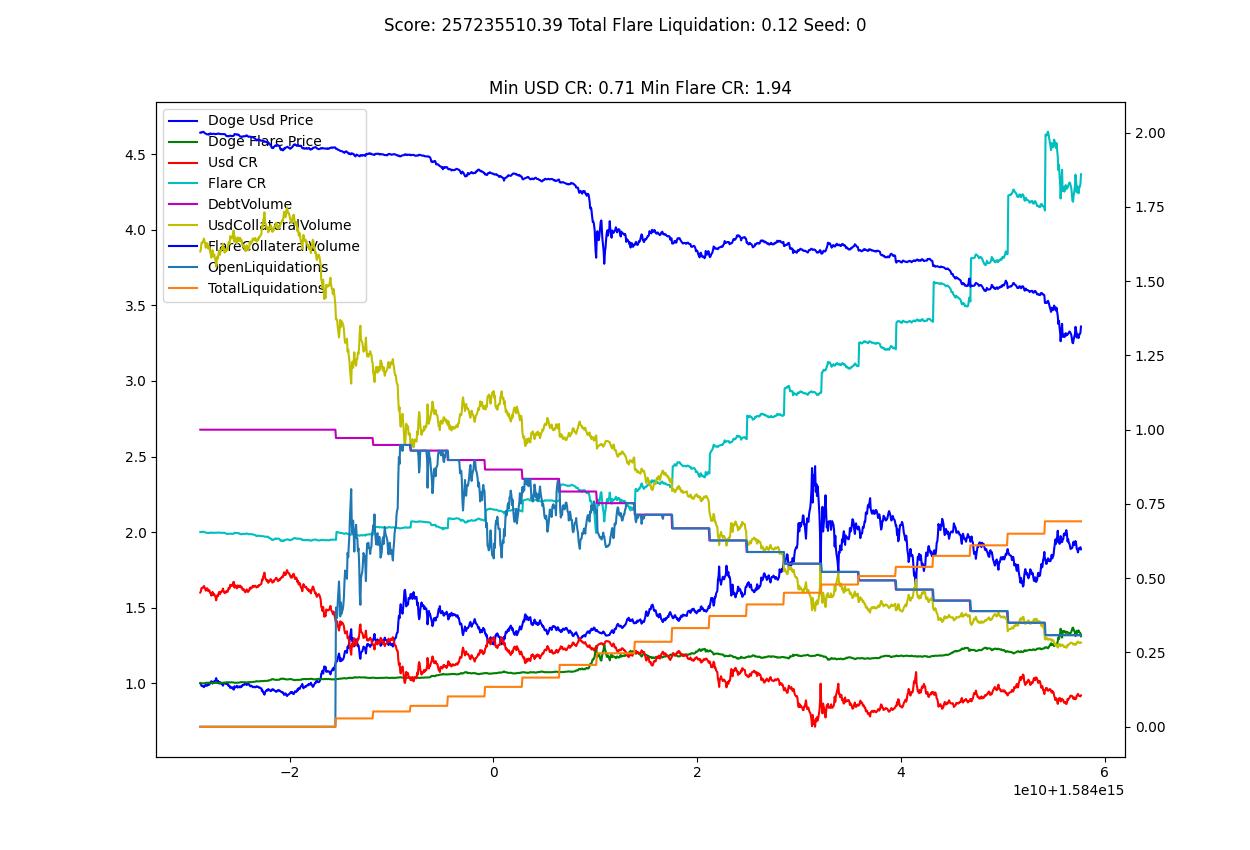 Score: 257235510.39 Total Flare Liquidation: 0.12 Seed: 0
Min USD CR: 0.71 Min Flare CR: 1.94
Doge Usd Price
Doge Flare Price
Usd CR
Flare CR
DebtVolume
UsdCollateralVolume
FlareCollateralVolume
OpenLiquidations
TotalLiquidations
4.5
4.0
3.5
3.0
2.5
2.0
1.5
1.0
2.00
1.75
1.50
1.25
1.00
0.75
0.50
0.25
0.00
−2
0
2
4
6
1e10+1.584e15